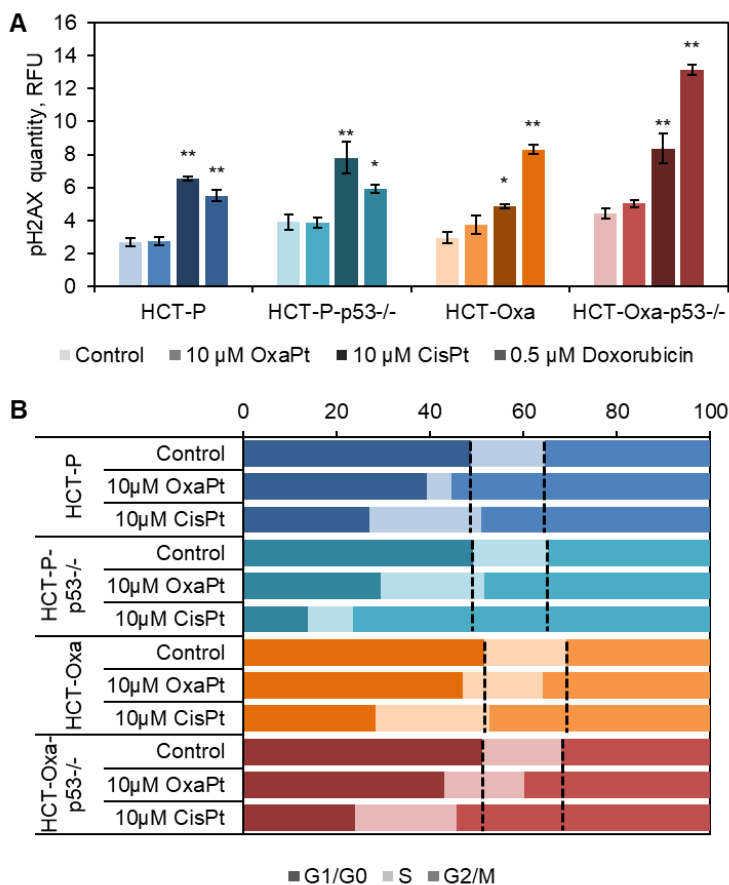 A
pH2AX quantity, RFU
16
14
12
10
8
6
4
2
0
** ** ** * * ** ** **
HCT-P HCT-P-p53-/- HCT-Oxa HCT-Oxa-p53-/-
Control 10 µM OxaPt 10 µM CisPt 0.5 µM Doxorubicin
B
0 20 40 60 80 100
HCT-P
Control
10µM OxaPt
10µM CisPt
HCT-P-
p53-/-
Control
10µM OxaPt
10µM CisPt
HCT-Oxa
Control
10µM OxaPt
10µM CisPt
HCT-Oxa-
p53-/-
Control
10µM OxaPt
10µM CisPt
G1/G0 S G2/M